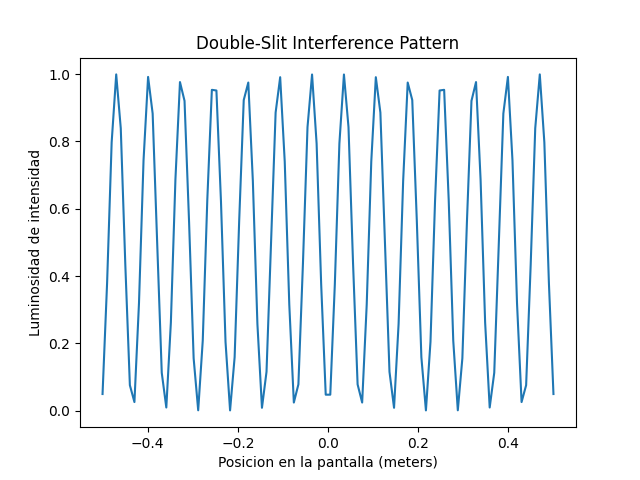 Double-Slit Interference Pattern
1.0
0.8
0.6
0.4
0.2
0.0
Luminosidad de intensidad
−0.4 −0.2 0.0 0.2 0.4
Posicion en la pantalla (meters)